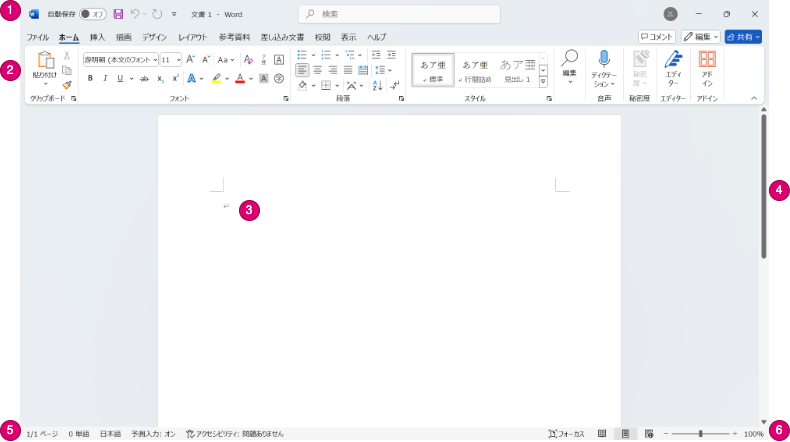 1
自動保存 オフ 文書 1 - Word 検索 ZL
ファイル ホーム 挿入 描画 デザイン レイアウト 参考資料 差し込み文書 校閲 表示 ヘルプ コメント 編集 共有
2
貼り付け
游明朝 (本文のフォント 11 Aa
B I U ab x₂ x² A A A 字
あア亜 あア亜 あア亜
標準 行間詰め 見出し 1
編集
ディクテーション
秘密度
エディター
アドイン
クリップボード フォント 段落 スタイル 音声 秘密度 エディター アドイン
3
4
5
1/1 ページ 0 単語 日本語 予測入力: オン アクセシビリティ: 問題ありません フォーカス 100%
6